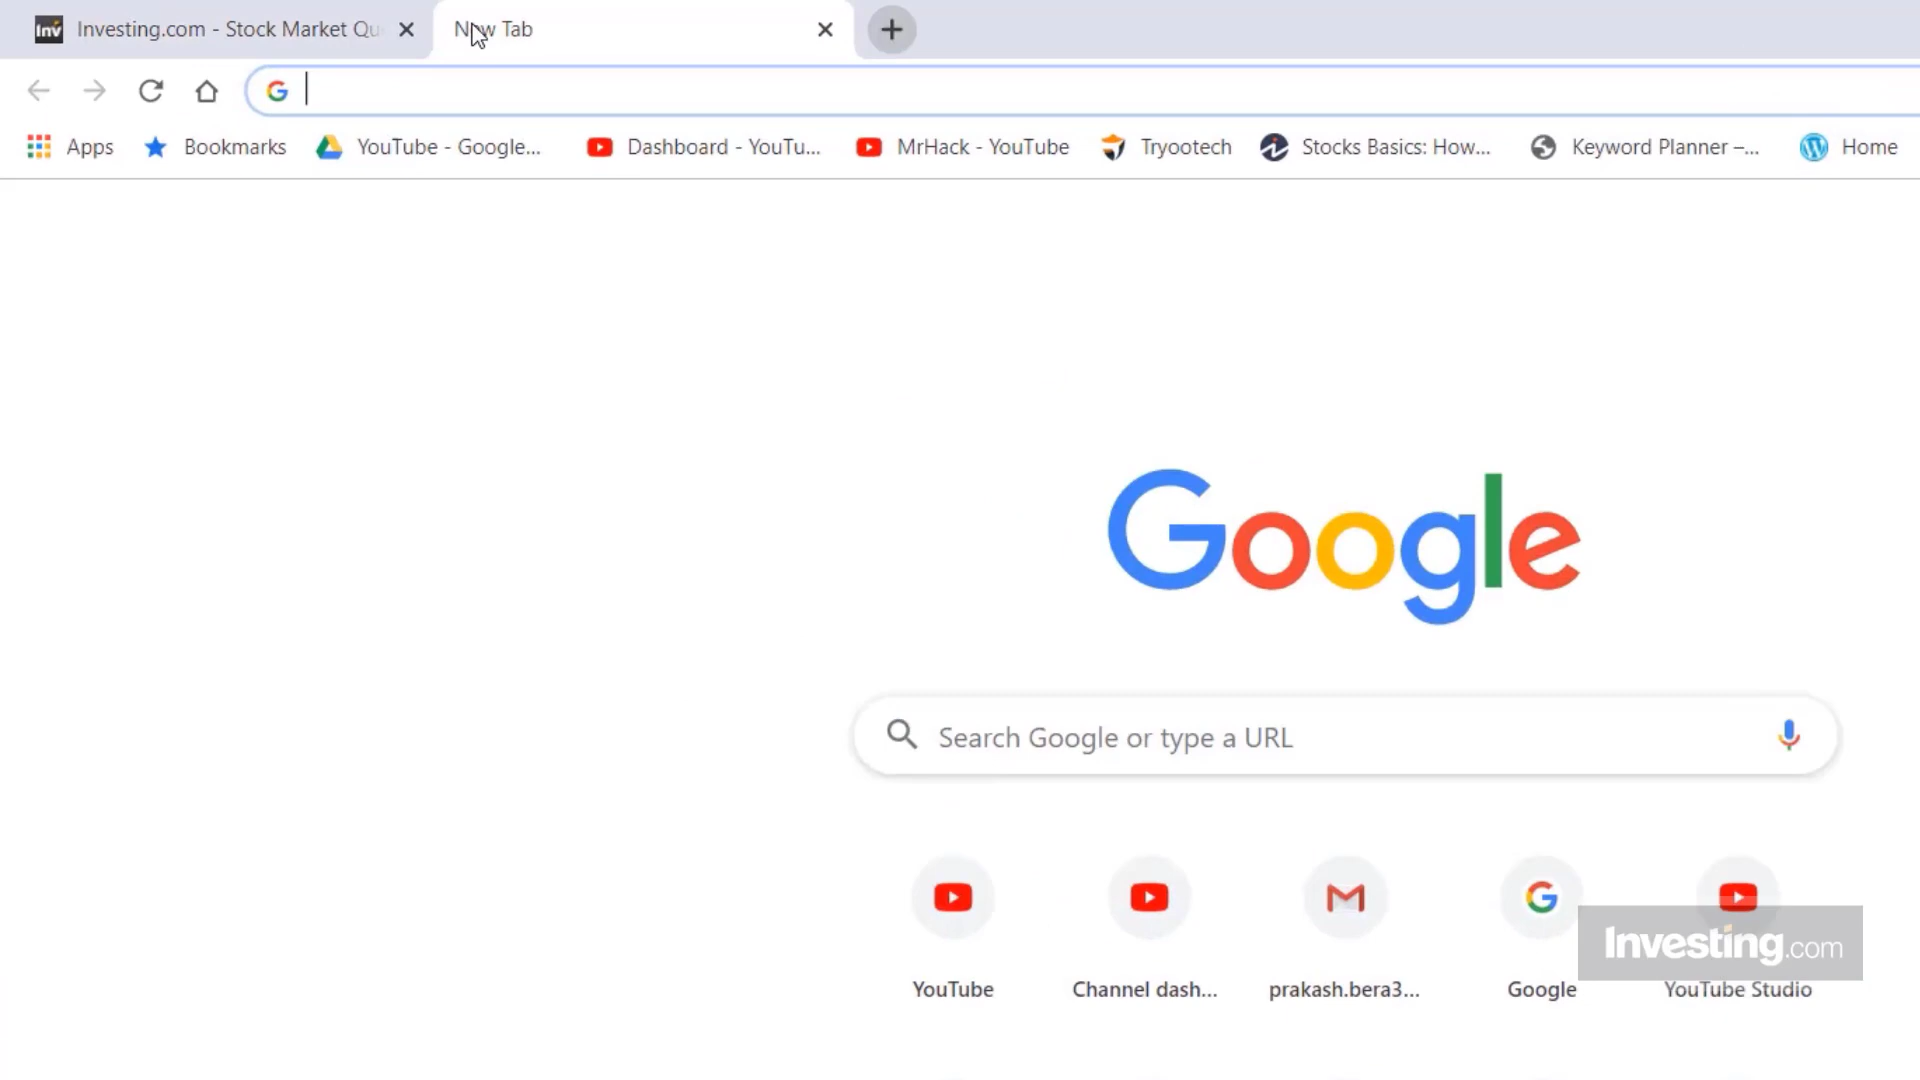 Investing.com - Stock Market Qu
New Tab
Apps Bookmarks YouTube - Google... Dashboard - YouTu... MrHack - YouTube Tryootech Stocks Basics: How... Keyword Planner –... Home
Google
Search Google or type a URL
YouTube Channel dash... prakash.bera3... Google YouTube Studio
Investing.com